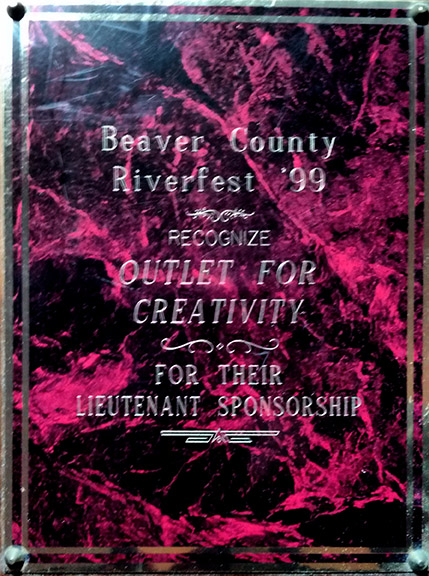 Beaver County
Riverfest '99
RECOGNIZE
OUTLET FOR
CREATIVITY
FOR THEIR
LIEUTENANT SPONSORSHIP